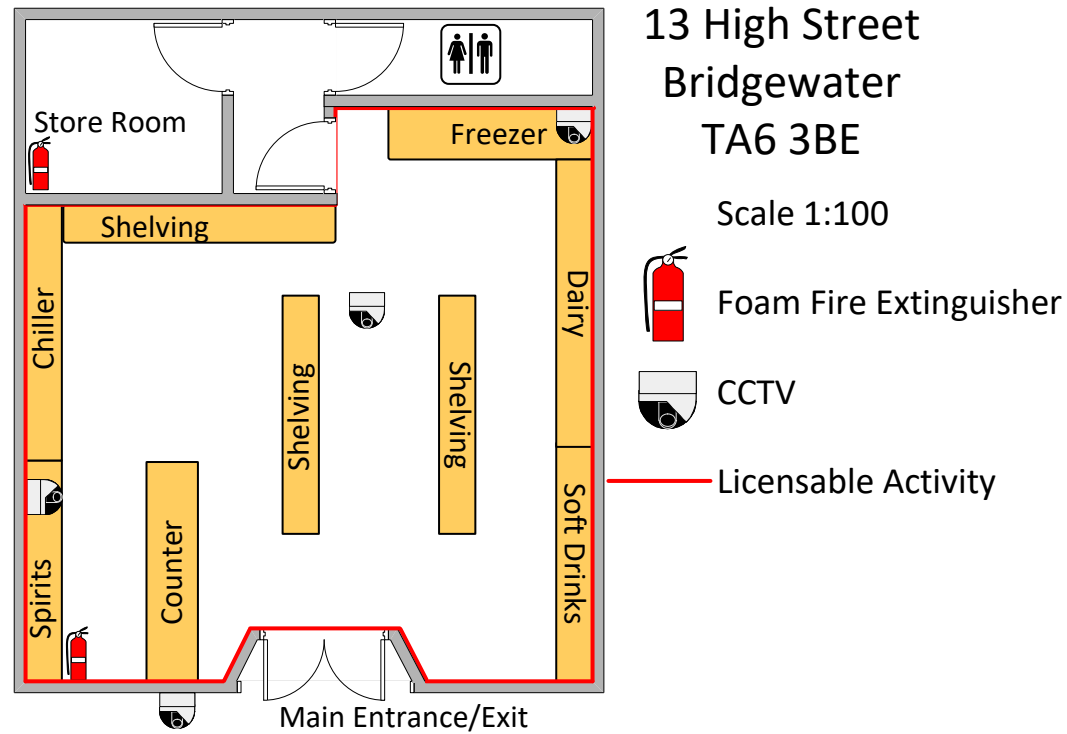 13 High Street
Bridgewater
TA6 3BE
Store Room
Freezer
Scale 1:100
Shelving
Chiller
Dairy
Foam Fire Extinguisher
Shelving
Shelving
CCTV
Licensable Activity
Spirits
Counter
Soft Drinks
Main Entrance/Exit